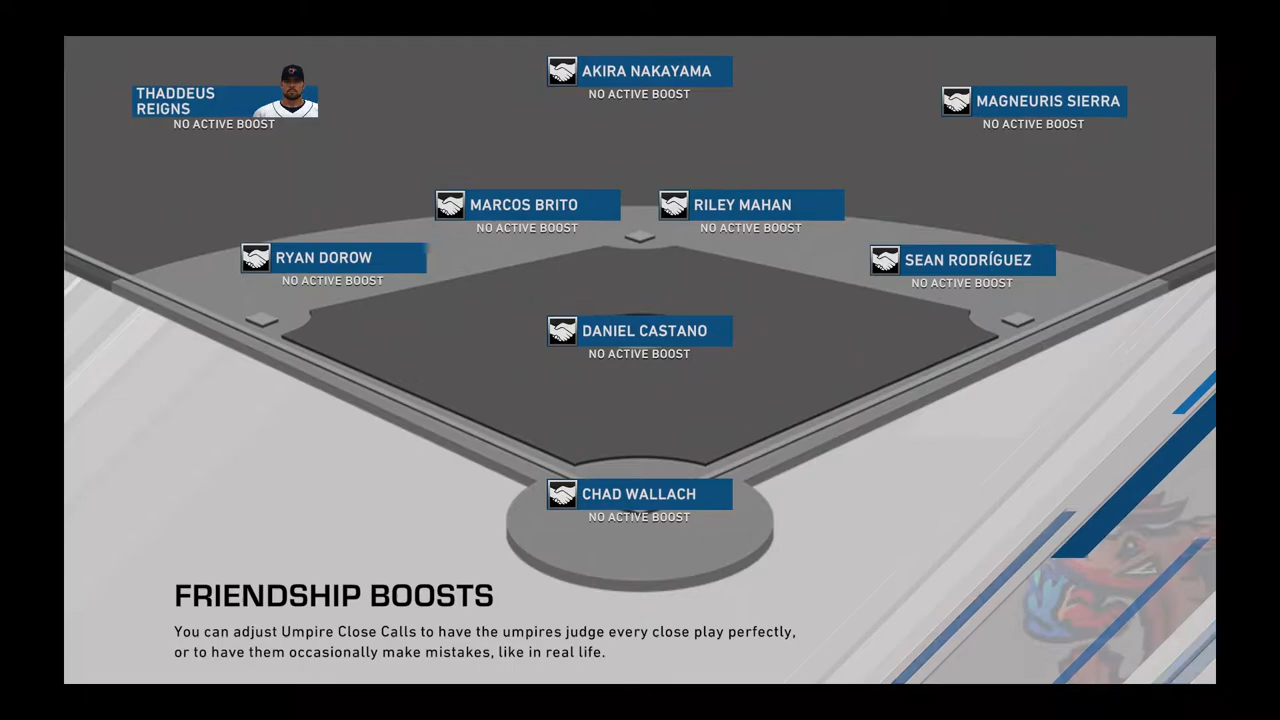 AKIRA NAKAYAMA
NO ACTIVE BOOST
THADDEUS
REIGNS
NO ACTIVE BOOST
MAGNEURIS SIERRA
NO ACTIVE BOOST
MARCOS BRITO
NO ACTIVE BOOST
RILEY MAHAN
NO ACTIVE BOOST
RYAN DOROW
NO ACTIVE BOOST
SEAN RODRÍGUEZ
NO ACTIVE BOOST
DANIEL CASTANO
NO ACTIVE BOOST
CHAD WALLACH
NO ACTIVE BOOST
FRIENDSHIP BOOSTS
You can adjust Umpire Close Calls to have the umpires judge every close play perfectly,
or to have them occasionally make mistakes, like in real life.